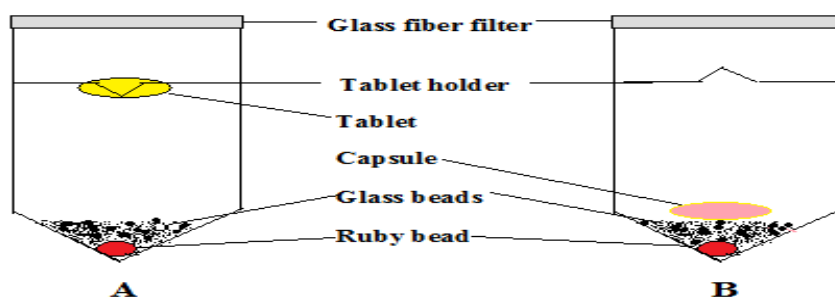 Glass fiber filter
Tablet holder
Tablet
Capsule
Glass beads
Ruby bead
A
B